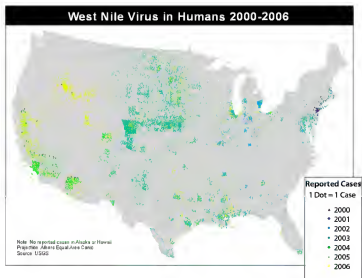 West Nile Virus in Humans 2000-2006
Note: No reported cases in Alaska or Hawaii
Projection: Albers Equal Area Conic
Source: USGS
Reported Cases
1 Dot = 1 Case
2000
2001
2002
2003
2004
2005
2006